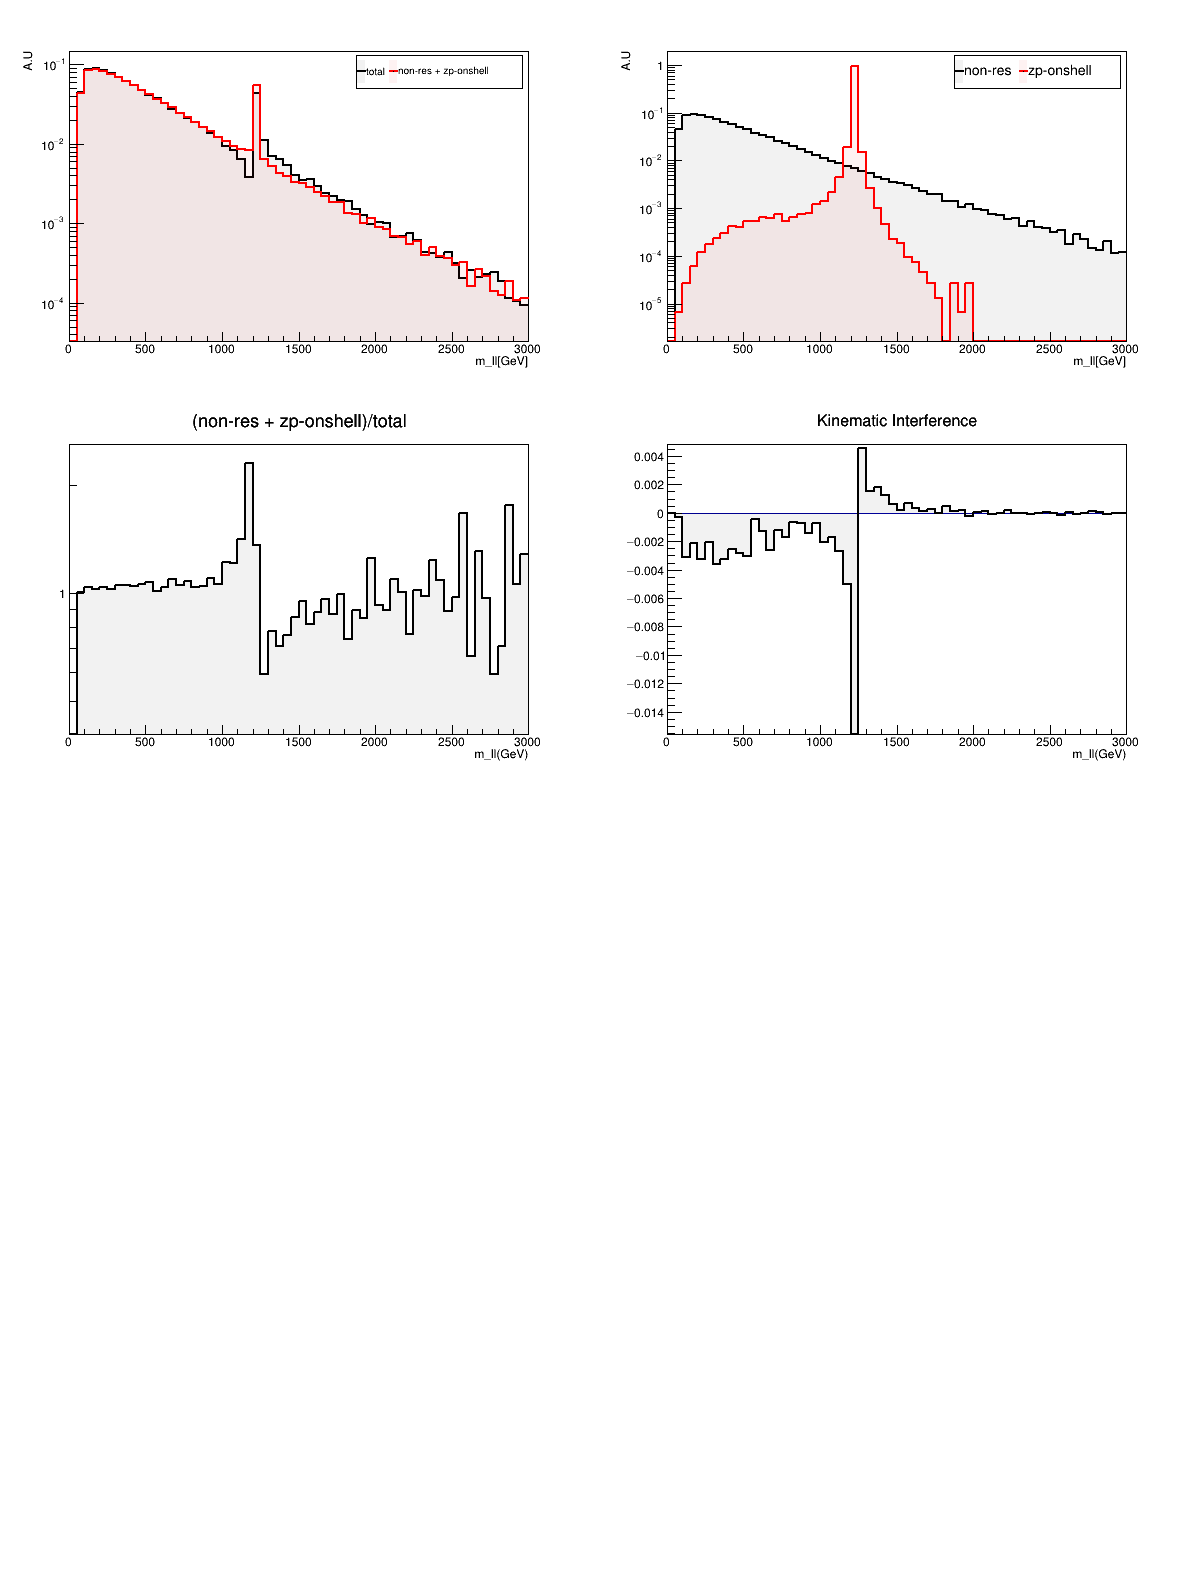 A.U
total non-res + zp-onshell
10⁻¹
10⁻²
10⁻³
10⁻⁴
0 500 1000 1500 2000 2500 3000
m_ll[GeV]
A.U
non-res zp-onshell
1
10⁻¹
10⁻²
10⁻³
10⁻⁴
10⁻⁵
0 500 1000 1500 2000 2500 3000
m_ll[GeV]
(non-res + zp-onshell)/total
1
0 500 1000 1500 2000 2500 3000
m_ll(GeV)
Kinematic Interference
0.004
0.002
0
−0.002
−0.004
−0.006
−0.008
−0.01
−0.012
−0.014
0 500 1000 1500 2000 2500 3000
m_ll(GeV)